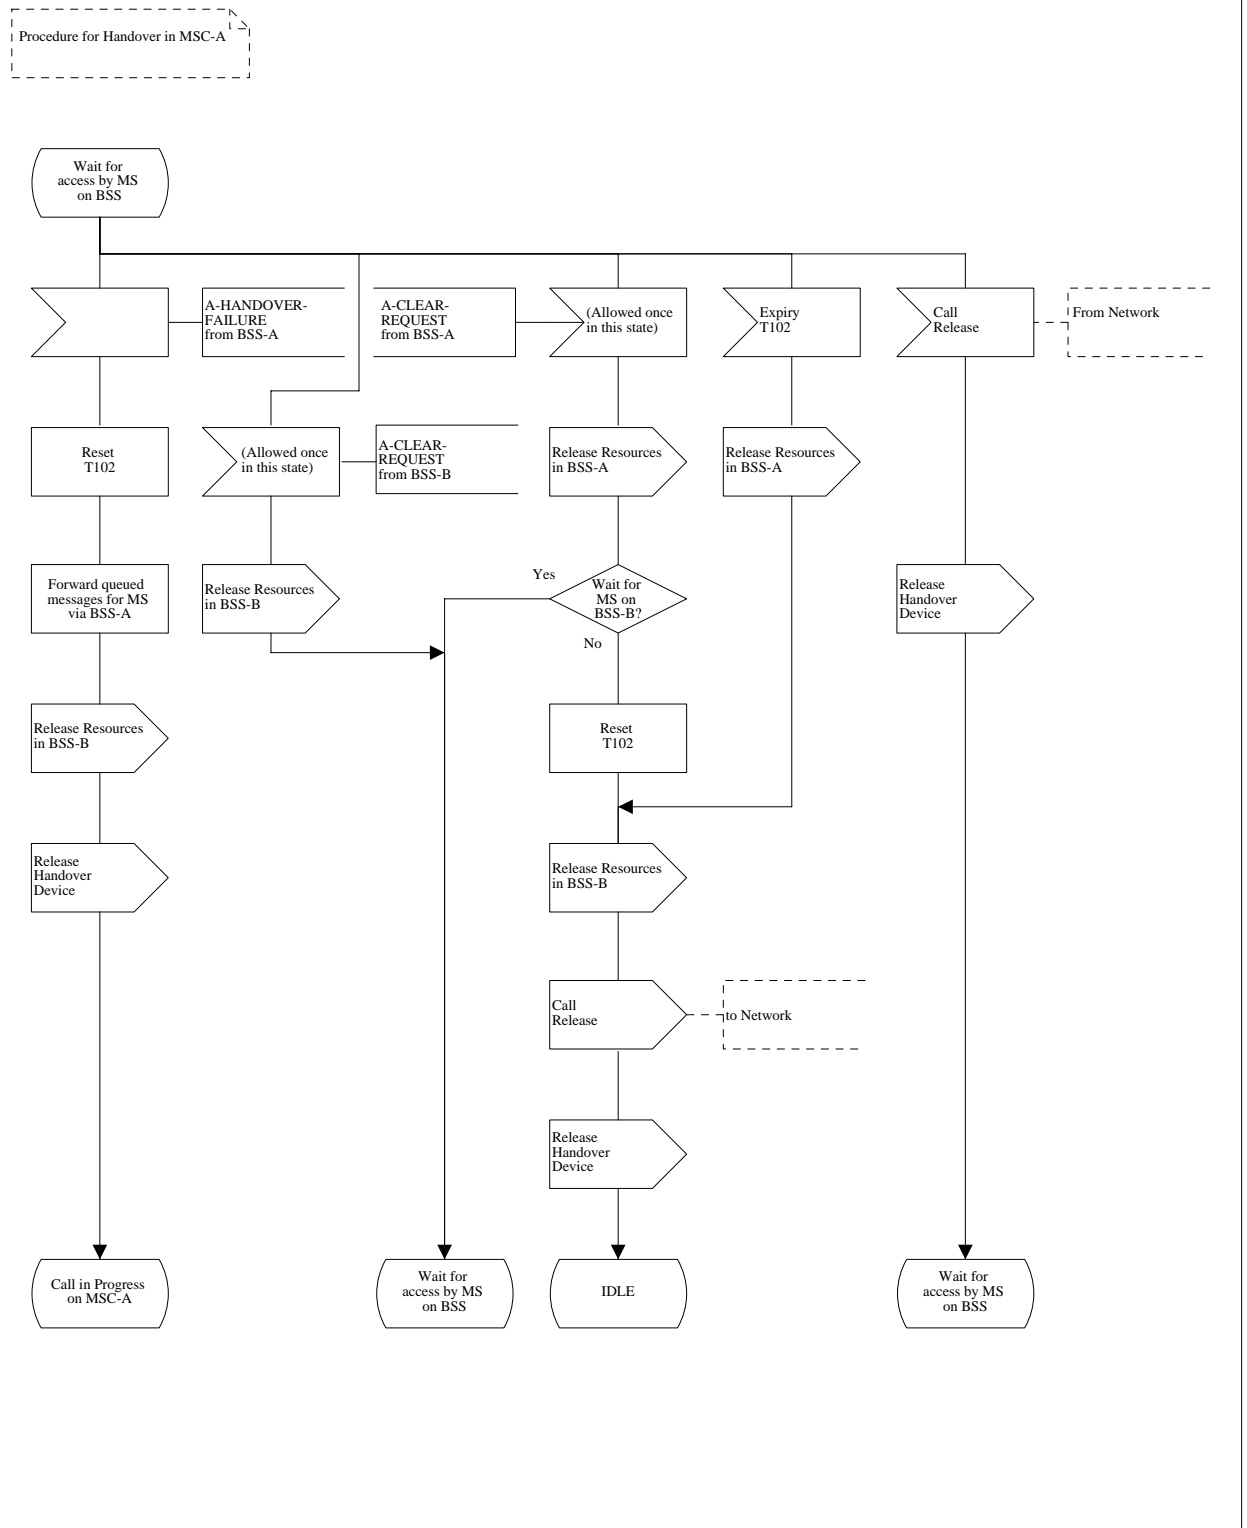 Procedure for Handover in MSC-A
Wait for
access by MS
on BSS
A-HANDOVER-
FAILURE
from BSS-A
A-CLEAR-
REQUEST
from BSS-A
(Allowed once
in this state)
Expiry
T102
Call
Release
From Network
Reset
T102
(Allowed once
in this state)
A-CLEAR-
REQUEST
from BSS-B
Release Resources
in BSS-A
Release Resources
in BSS-A
Forward queued
messages for MS
via BSS-A
Release Resources
in BSS-B
Yes
Wait for
MS on
BSS-B?
No
Release
Handover
Device
Release Resources
in BSS-B
Reset
T102
Release
Handover
Device
Release Resources
in BSS-B
Call
Release
to Network
Release
Handover
Device
Call in Progress
on MSC-A
Wait for
access by MS
on BSS
IDLE
Wait for
access by MS
on BSS